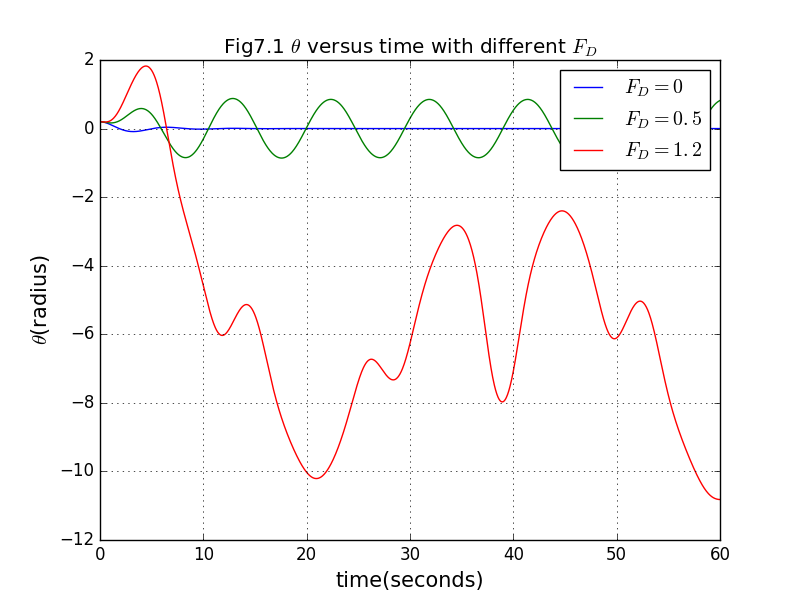 Fig7.1 θ versus time with different F_D
F_D = 0
F_D = 0.5
F_D = 1.2
2
0
−2
−4
−6
−8
−10
−12
θ(radius)
0 10 20 30 40 50 60
time(seconds)